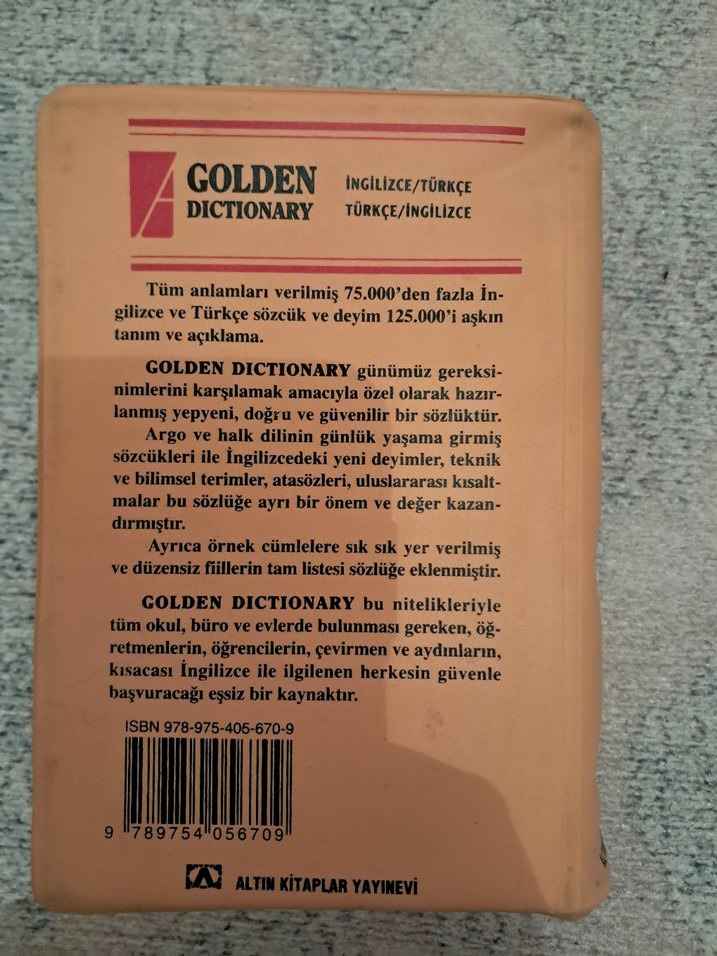 GOLDEN
DICTIONARY
İNGİLİZCE/TÜRKÇE
TÜRKÇE/İNGİLİZCE
Tüm anlamları verilmiş 75.000'den fazla İn-
gilizce ve Türkçe sözcük ve deyim 125.000'i aşkın
tanım ve açıklama.
GOLDEN DICTIONARY günümüz gereksi-
nimlerini karşılamak amacıyla özel olarak hazır-
lanmış yepyeni, doğru ve güvenilir bir sözlüktür.
Argo ve halk dilinin günlük yaşama girmiş
sözcükleri ile İngilizcedeki yeni deyimler, teknik
ve bilimsel terimler, atasözleri, uluslararası kısalt-
malar bu sözlüğe ayrı bir önem ve değer kazan-
dırmıştır.
Ayrıca örnek cümlelere sık sık yer verilmiş
ve düzensiz fiillerin tam listesi sözlüğe eklenmiştir.
GOLDEN DICTIONARY bu nitelikleriyle
tüm okul, büro ve evlerde bulunması gereken, öğ-
retmenlerin, öğrencilerin, çevirmen ve aydınların,
kısacası İngilizce ile ilgilenen herkesin güvenle
başvuracağı eşsiz bir kaynaktır.
ISBN 978-975-405-670-9
9 789754 056709
ALTIN KİTAPLAR YAYINEVİ